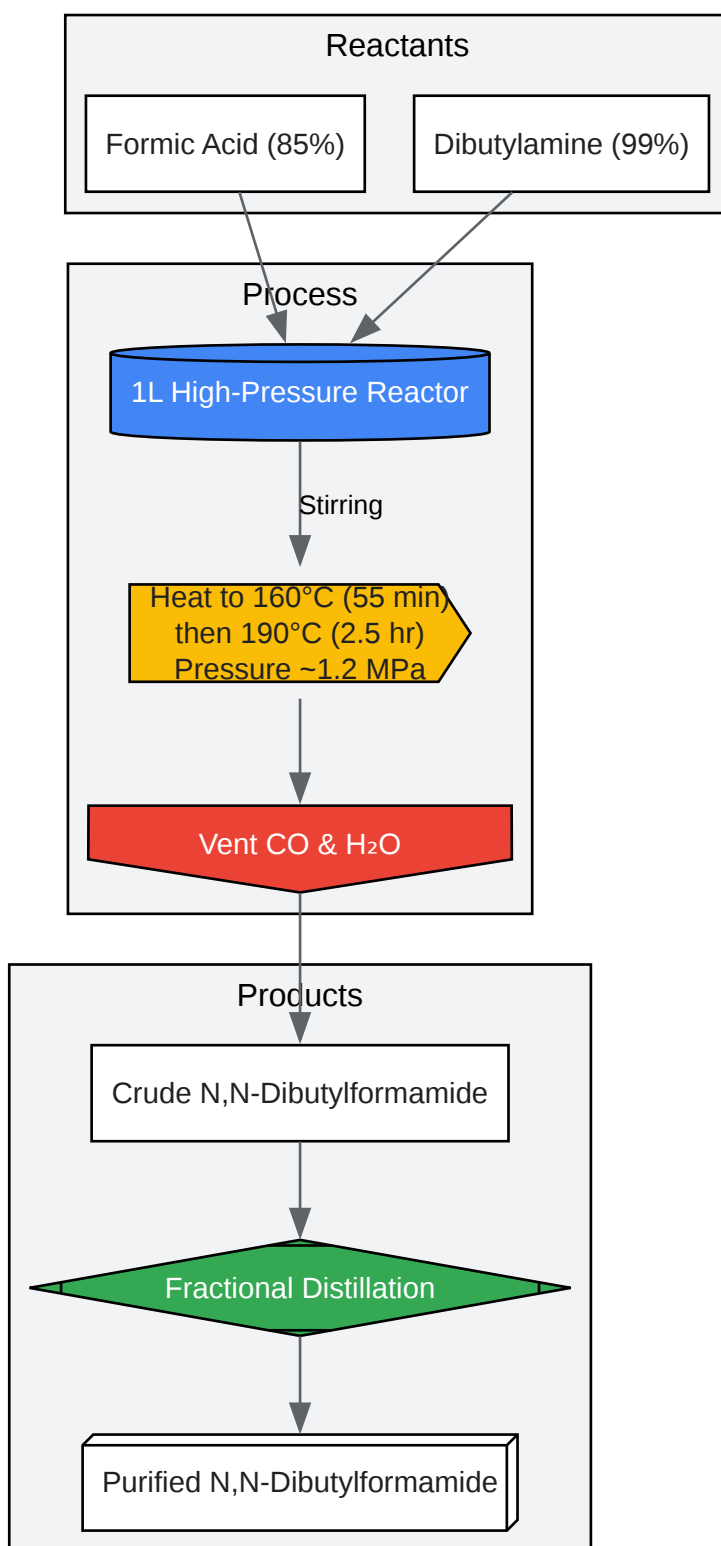 Reactants
Formic Acid (85%)
Dibutylamine (99%)
Process
1L High-Pressure Reactor
Stirring
Heat to 160°C (55 min)
then 190°C (2.5 hr)
Pressure ~1.2 MPa
Vent CO & H₂O
Products
Crude N,N-Dibutylformamide
Fractional Distillation
Purified N,N-Dibutylformamide